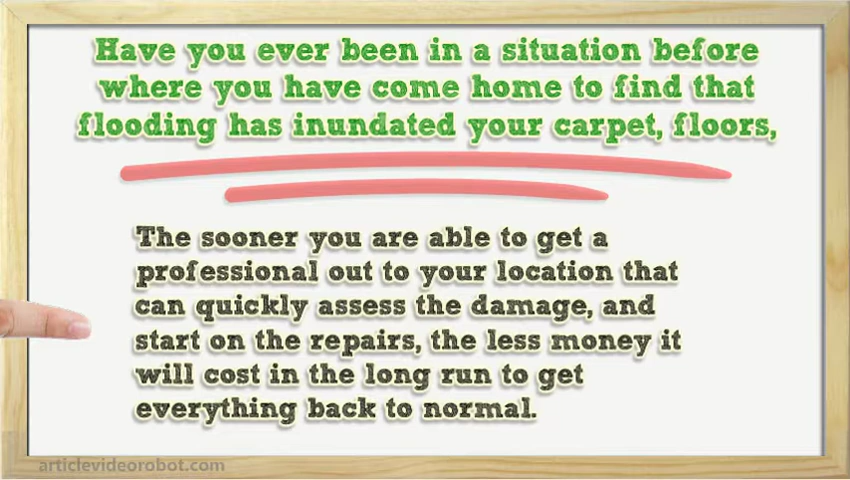 Have you ever been in a situation before
where you have come home to find that
flooding has inundated your carpet, floors,
The sooner you are able to get a
professional out to your location that
can quickly assess the damage, and
start on the repairs, the less money it
will cost in the long run to get
everything back to normal.
articlevideorobot.com